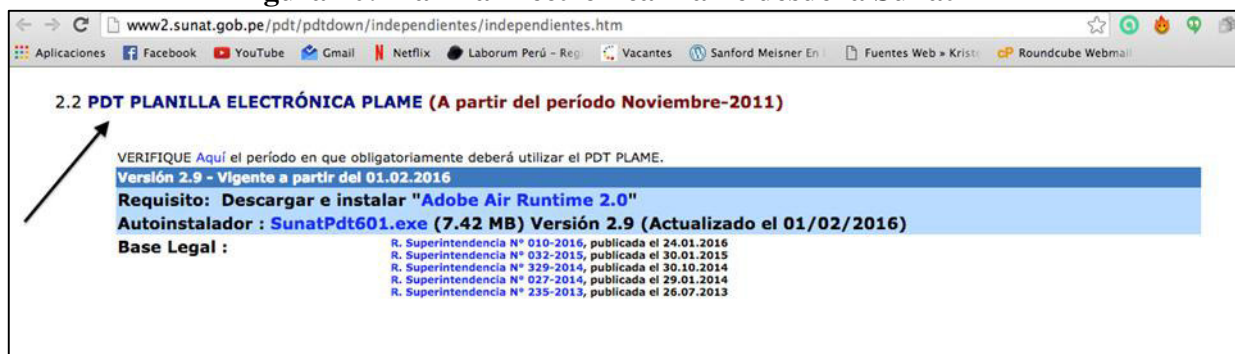 www2.sunat.gob.pe/pdt/pdtdown/independientes/independientes.htm
Aplicaciones Facebook YouTube Gmail Netflix Laborum Perú – Reg Vacantes Sanford Meisner En Fuentes Web » Krist Roundcube Webmail
2.2 PDT PLANILLA ELECTRÓNICA PLAME (A partir del período Noviembre-2011)
VERIFIQUE Aquí el período en que obligatoriamente deberá utilizar el PDT PLAME.
Versión 2.9 - Vigente a partir del 01.02.2016
Requisito: Descargar e instalar "Adobe Air Runtime 2.0"
Autoinstalador : SunatPdt601.exe (7.42 MB) Versión 2.9 (Actualizado el 01/02/2016)
Base Legal :
R. Superintendencia N° 010-2016, publicada el 24.01.2016
R. Superintendencia N° 032-2015, publicada el 30.01.2015
R. Superintendencia N° 329-2014, publicada el 30.10.2014
R. Superintendencia N° 027-2014, publicada el 29.01.2014
R. Superintendencia N° 235-2013, publicada el 26.07.2013